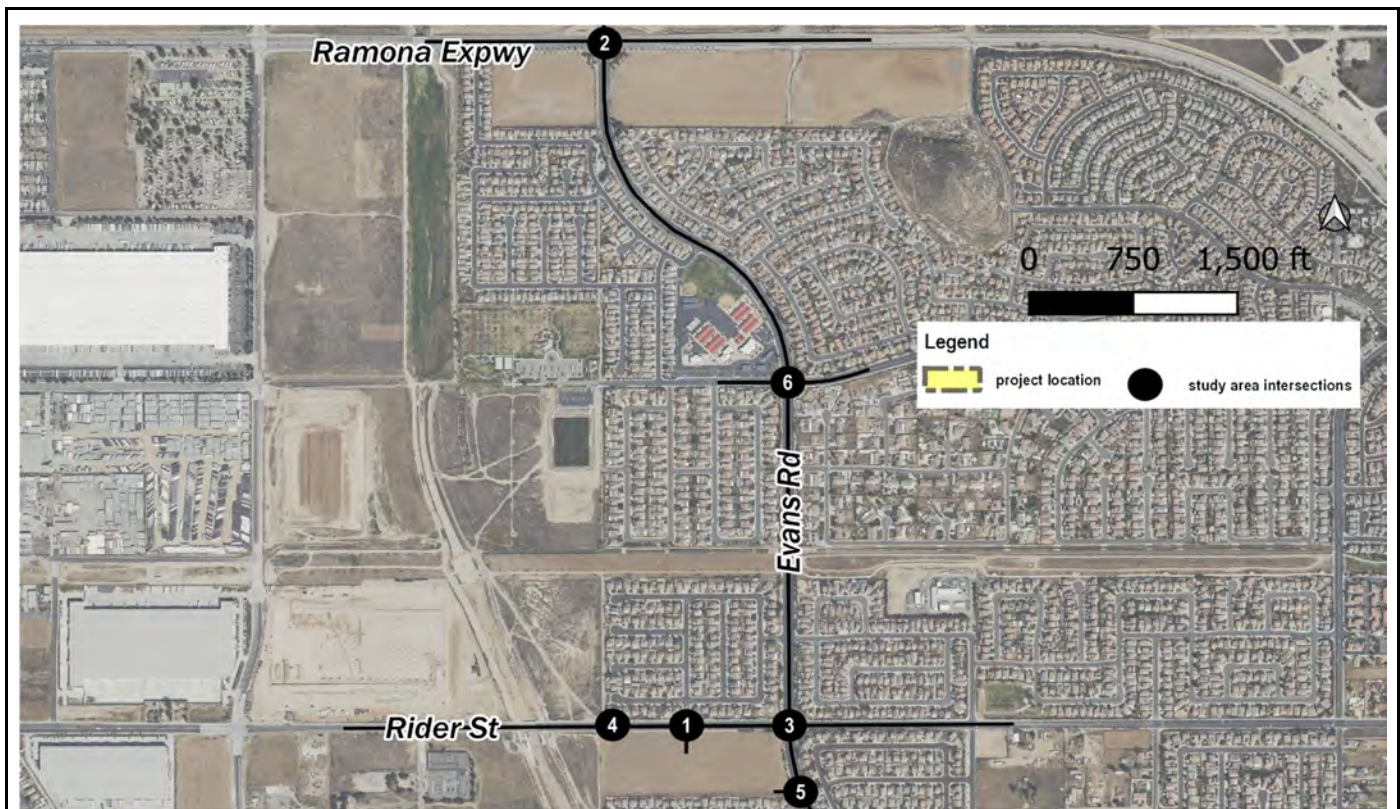 2
Ramona Expwy
0 750 1,500 ft
Legend
project location
study area intersections
6
Evans Rd
Rider St
4
1
3
5